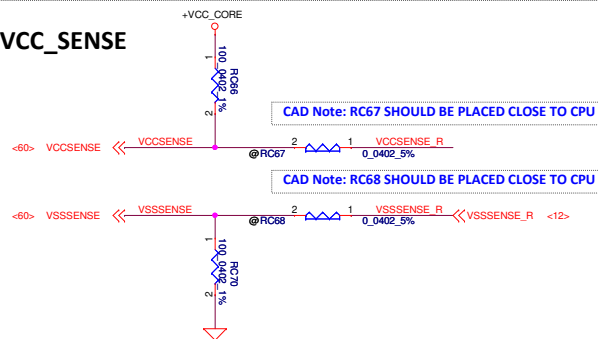 +VCC_CORE
VCC_SENSE
1
100_0402_1%
RC66
2
CAD Note: RC67 SHOULD BE PLACED CLOSE TO CPU
<60> VCCSENSE VCCSENSE 2 1 VCCSENSE_R
@RC67 0_0402_5%
CAD Note: RC68 SHOULD BE PLACED CLOSE TO CPU
<60> VSSSENSE VSSSENSE 2 1 VSSSENSE_R VSSSENSE_R <12>
@RC68 0_0402_5%
1
100_0402_1%
RC70
2